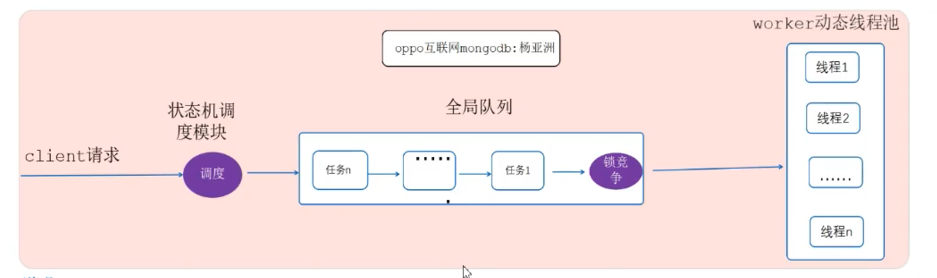 worker动态线程池
oppo互联网mongodb:杨亚洲
线程1
状态机调
度模块
全局队列
线程2
client请求
调度
任务n
.....
任务1
锁竞
争
......
线程n